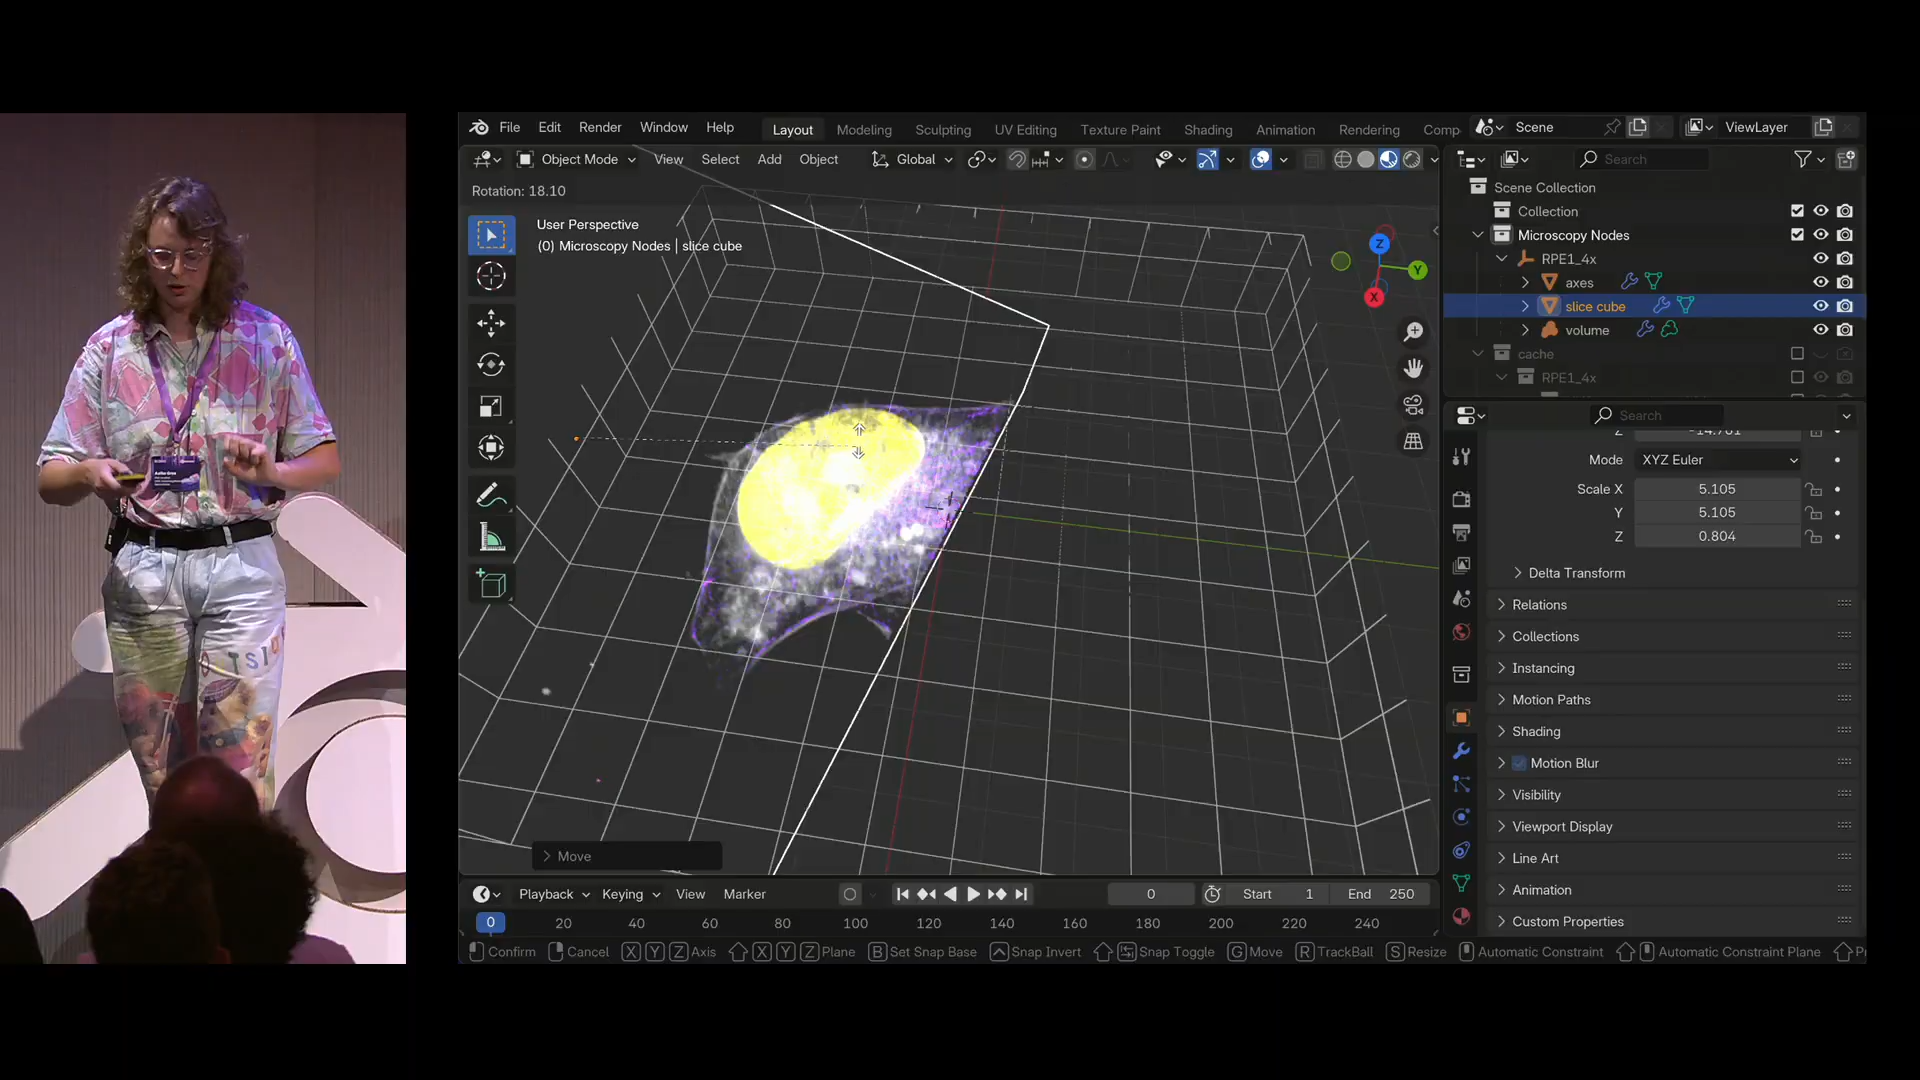 File Edit Render Window Help Layout Modeling Sculpting UV Editing Texture Paint Shading Animation Rendering Comp Scene ViewLayer
Object Mode View Select Add Object Global Search
Rotation: 18.10
User Perspective
(0) Microscopy Nodes | slice cube
Z
Y
X
Scene Collection
Collection
Microscopy Nodes
RPE1_4x
axes
slice cube
volume
cache
RPE1_4x
Search
Mode XYZ Euler
Scale X 5.105
Y 5.105
Z 0.804
Delta Transform
Relations
Collections
Instancing
Motion Paths
Shading
Motion Blur
Visibility
Viewport Display
Line Art
Animation
Custom Properties
Move
Playback Keying View Marker 0 Start 1 End 250
0 20 40 60 80 100 120 140 160 180 200 220 240
Confirm Cancel X Y Z Axis X Y Z Plane B Set Snap Base Snap Invert Snap Toggle G Move R TrackBall S Resize Automatic Constraint Automatic Constraint Plane